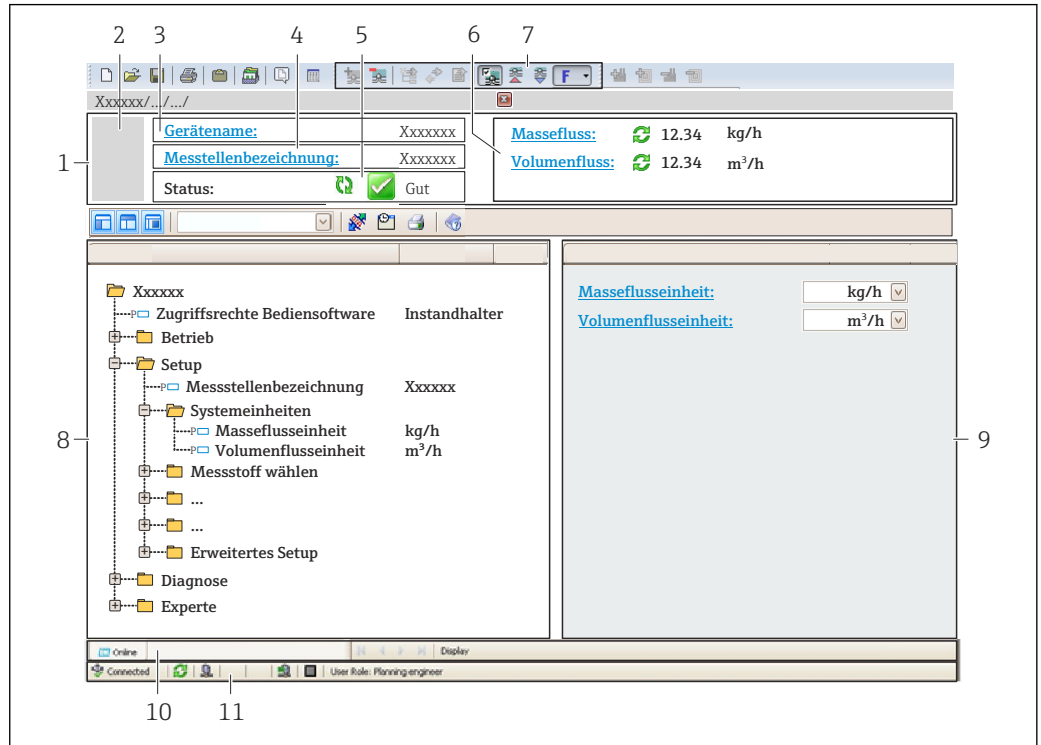 2 3 4 5 6 7
F
Xxxxxx/.../.../
1
Gerätename: Xxxxxxx
Messtellenbezeichnung: Xxxxxxx
Status: Gut
Massefluss: 12.34 kg/h
Volumenfluss: 12.34 m³/h
Xxxxxx
P Zugriffsrechte Bediensoftware Instandhalter
Betrieb
Setup
P Messstellenbezeichnung Xxxxxx
Systemeinheiten
P Masseflusseinheit kg/h
P Volumenflusseinheit m³/h
Messstoff wählen
...
...
Erweitertes Setup
Diagnose
Experte
8
Masseflusseinheit: kg/h
Volumenflusseinheit: m³/h
9
Online Display
Connected User Role: Planning engineer
10 11